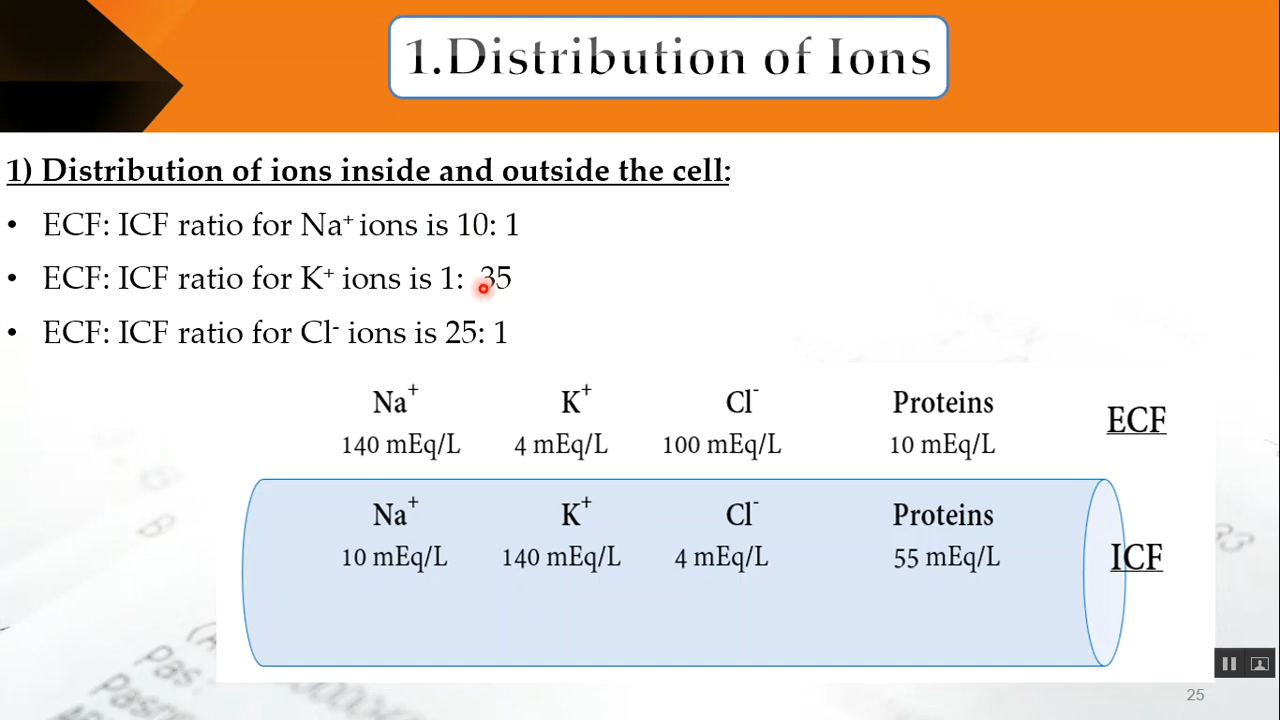 1.Distribution of Ions
1) Distribution of ions inside and outside the cell:
• ECF: ICF ratio for Na⁺ ions is 10: 1
• ECF: ICF ratio for K⁺ ions is 1: 35
• ECF: ICF ratio for Cl⁻ ions is 25: 1
Na⁺ K⁺ Cl⁻ Proteins ECF
140 mEq/L 4 mEq/L 100 mEq/L 10 mEq/L
Na⁺ K⁺ Cl⁻ Proteins ICF
10 mEq/L 140 mEq/L 4 mEq/L 55 mEq/L
25